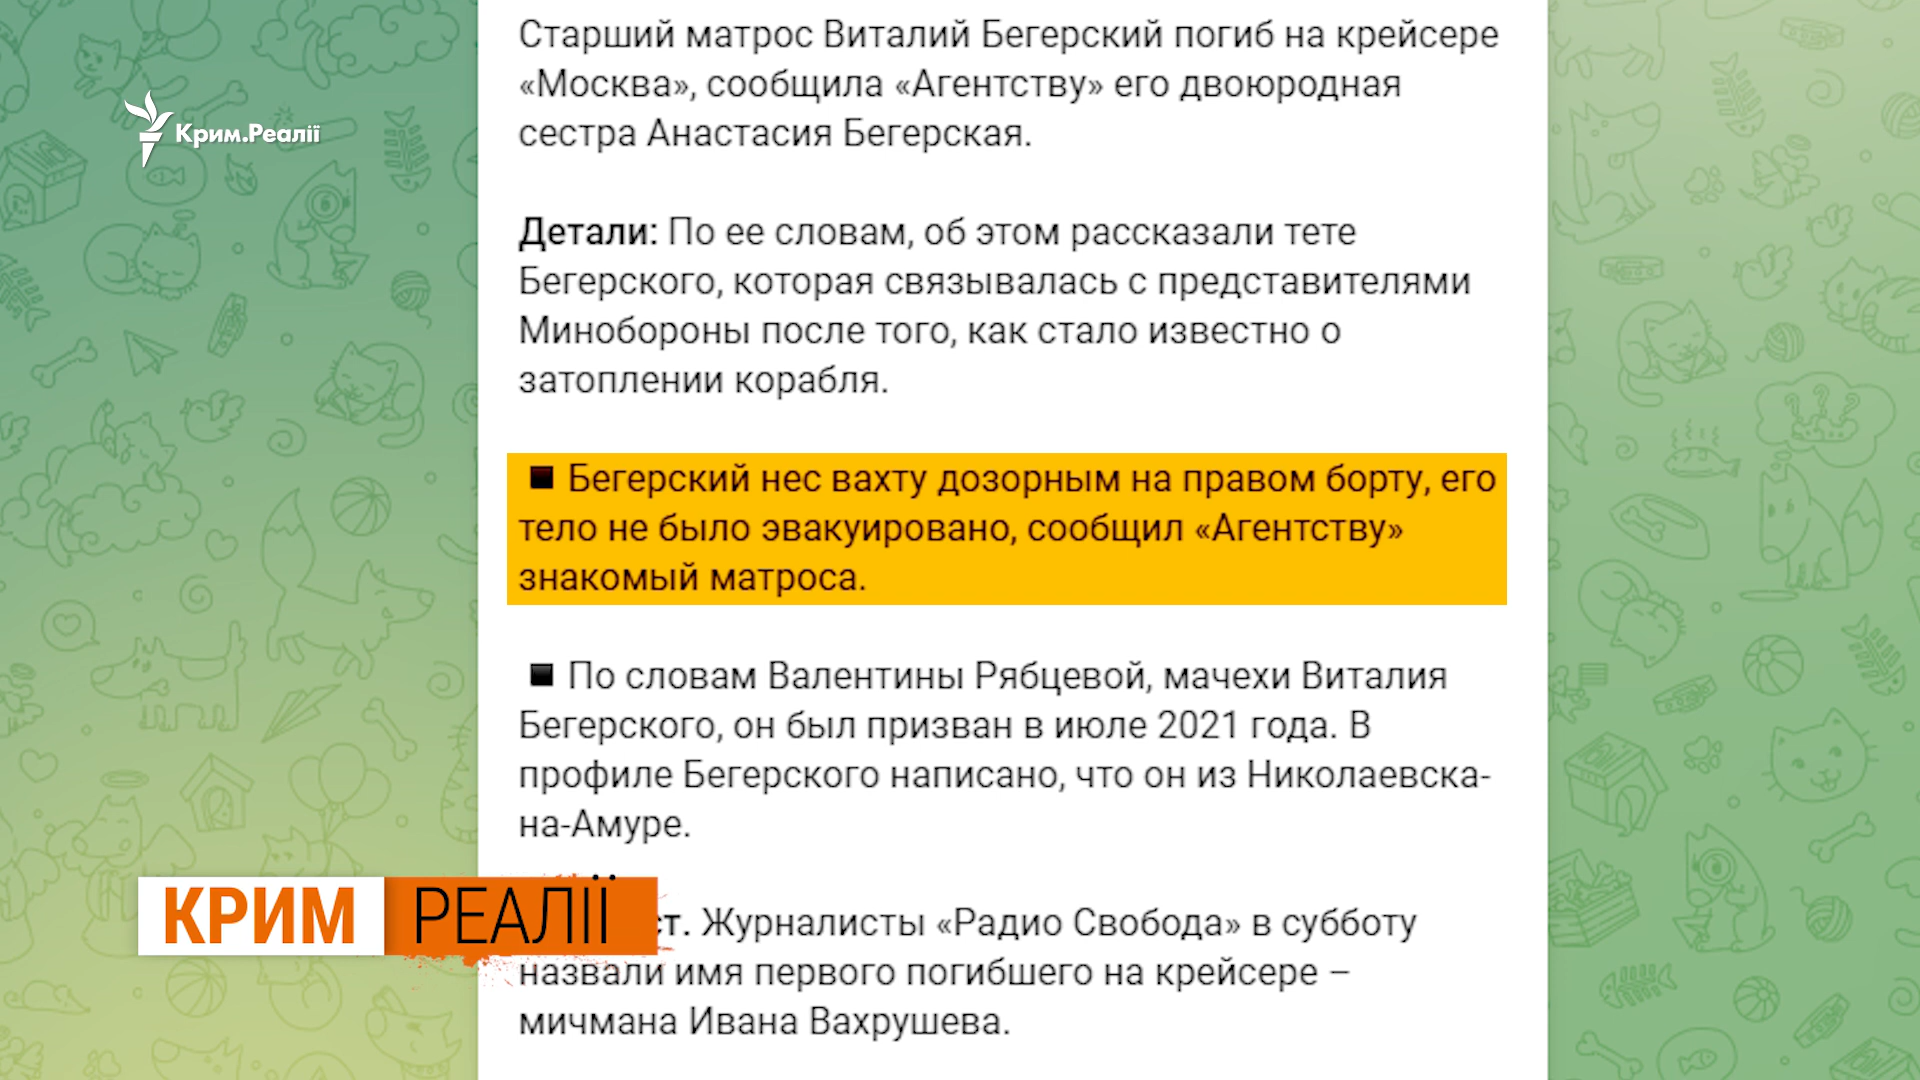 Старший матрос Виталий Бегерский погиб на крейсере
«Москва», сообщила «Агентству» его двоюродная
сестра Анастасия Бегерская.
Крим.Реалії
Детали: По ее словам, об этом рассказали тете
Бегерского, которая связывалась с представителями
Минобороны после того, как стало известно о
затоплении корабля.
▪ Бегерский нес вахту дозорным на правом борту, его
тело не было эвакуировано, сообщил «Агентству»
знакомый матроса.
▪ По словам Валентины Рябцевой, мачехи Виталия
Бегерского, он был призван в июле 2021 года. В
профиле Бегерского написано, что он из Николаевска-
на-Амуре.
КРИМ РЕАЛІЇ
ст. Журналисты «Радио Свобода» в субботу
назвали имя первого погибшего на крейсере –
мичмана Ивана Вахрушева.